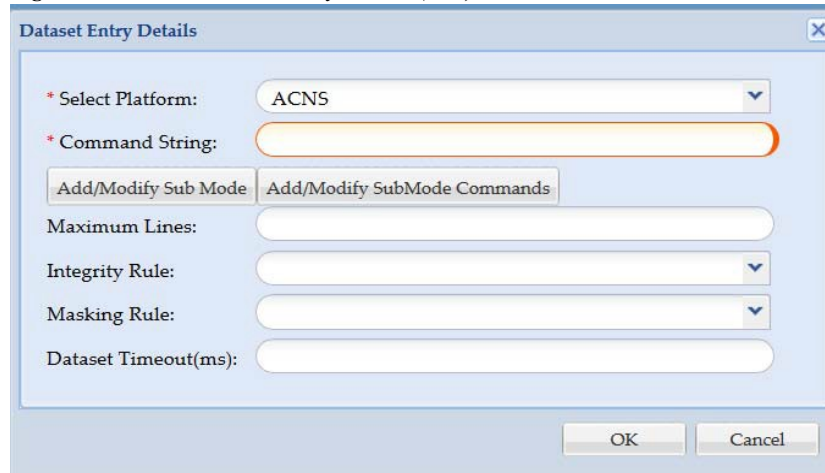 Dataset Entry Details
* Select Platform: ACNS
* Command String:
Add/Modify Sub Mode Add/Modify SubMode Commands
Maximum Lines:
Integrity Rule:
Masking Rule:
Dataset Timeout(ms):
OK Cancel